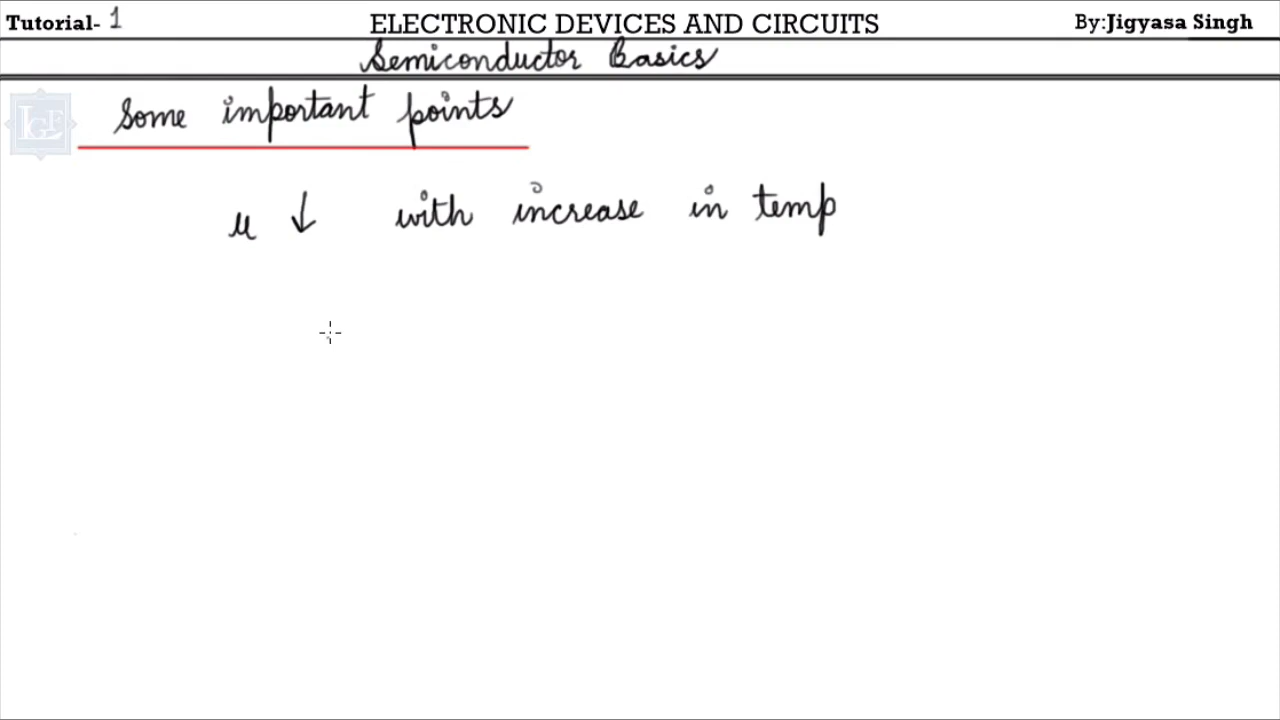 Tutorial- 1 ELECTRONIC DEVICES AND CIRCUITS By:Jigyasa Singh
Semiconductor Basics
Some important points
μ ↓ with increase in temp